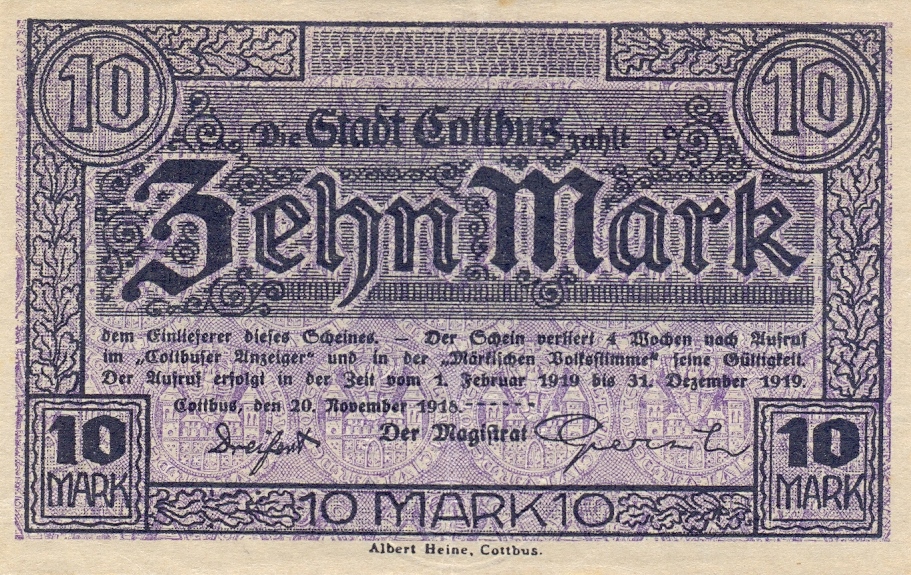 10 10
Die Stadt Cottbus zahlt
Zehn Mark
dem Einlieferer dieses Scheines. – Der Schein verliert 4 Wochen nach Aufruf
im „Cottbuser Anzeiger“ und in der „Märkischen Volksstimme“ seine Gültigkeit.
Der Aufruf erfolgt in der Zeit vom 1. Februar 1919 bis 31. Dezember 1919.
Cottbus, den 20. November 1918.
Der Magistrat
Dreifert
10 MARK
10 MARK 10
10 MARK
Albert Heine, Cottbus.